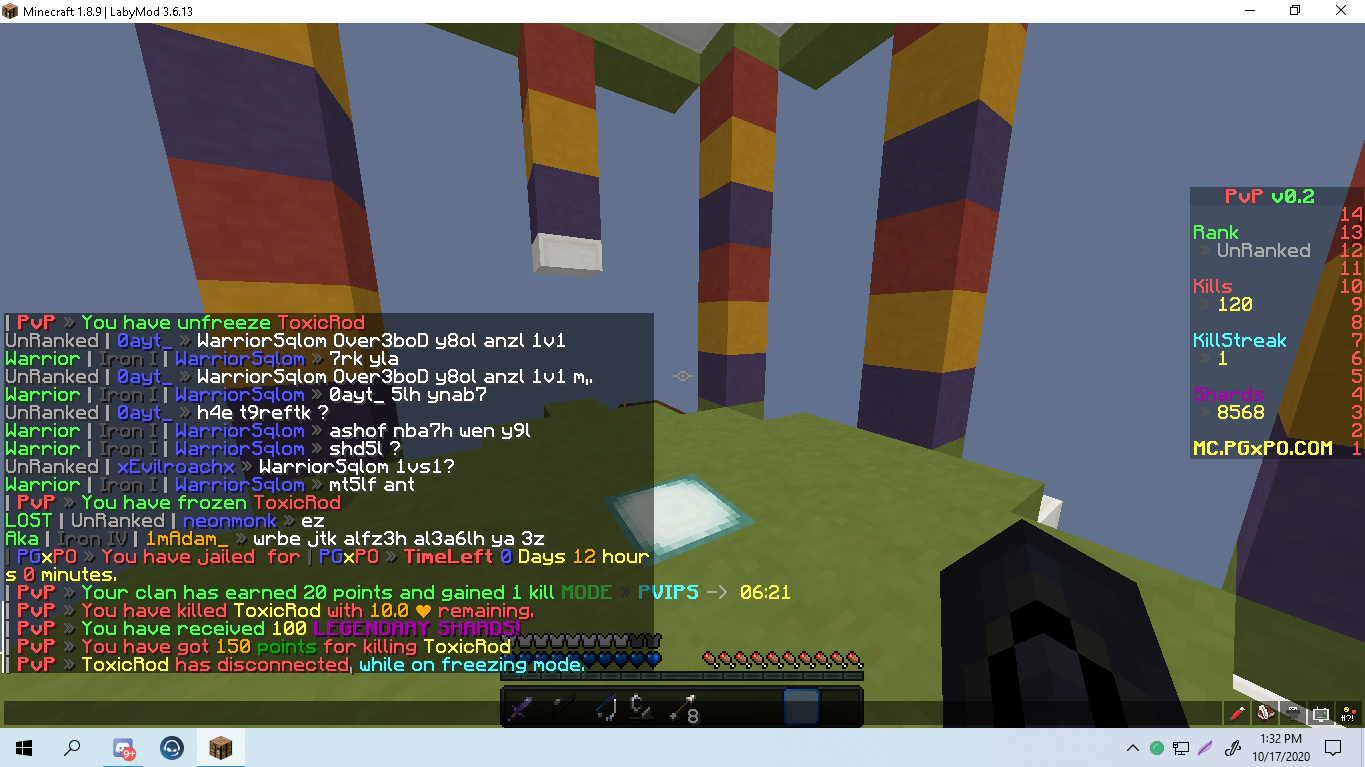 Minecraft 1.8.9 | LabyMod 3.6.13
PvP v0.2
14
Rank 13
» UnRanked 12
11
Kills 10
» 120 9
8
KillStreak 7
» 1 6
5
Shards 4
» 8568 3
2
MC.PGxPO.COM 1
| PvP » You have unfreeze ToxicRod
UnRanked | 0ayt_ » WarriorSqlom Over3boD y8ol anzl 1v1
Warrior | Iron I | WarriorSqlom » 7rk yla
UnRanked | 0ayt_ » WarriorSqlom Over3boD y8ol anzl 1v1 m,.
Warrior | Iron I | WarriorSqlom » 0ayt_ 5lh ynab7
UnRanked | 0ayt_ » h4e t9reftk ?
Warrior | Iron I | WarriorSqlom » ashof nba7h wen y9l
Warrior | Iron I | WarriorSqlom » shd5l ?
UnRanked | xEvilroachx » WarriorSqlom 1vs1?
Warrior | Iron I | WarriorSqlom » mt5lf ant
| PvP » You have frozen ToxicRod
LOST | UnRanked | neonmonk » ez
Aka | Iron IV | 1mAdam_ » wrbe jtk alfz3h al3a6lh ya 3z
| PGxPO » You have jailed for | PGxPO » TimeLeft 0 Days 12 hour
s 0 minutes.
| PvP » Your clan has earned 20 points and gained 1 kill MODE » PVIPS -> 06:21
| PvP » You have killed ToxicRod with 10.0 ♥ remaining.
| PvP » You have received 100 LEGENDARY SHARDS!
| PvP » You have got 150 points for killing ToxicRod
| PvP » ToxicRod has disconnected, while on freezing mode.
8
#?!
9+
1:32 PM
10/17/2020